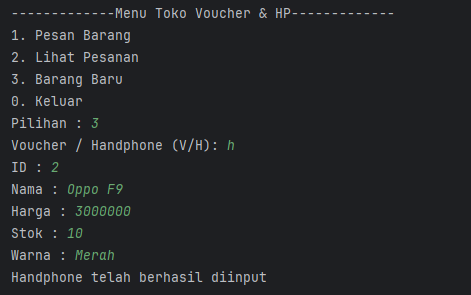 -------------Menu Toko Voucher & HP-------------
1. Pesan Barang
2. Lihat Pesanan
3. Barang Baru
0. Keluar
Pilihan : 3
Voucher / Handphone (V/H): h
ID : 2
Nama : Oppo F9
Harga : 3000000
Stok : 10
Warna : Merah
Handphone telah berhasil diinput